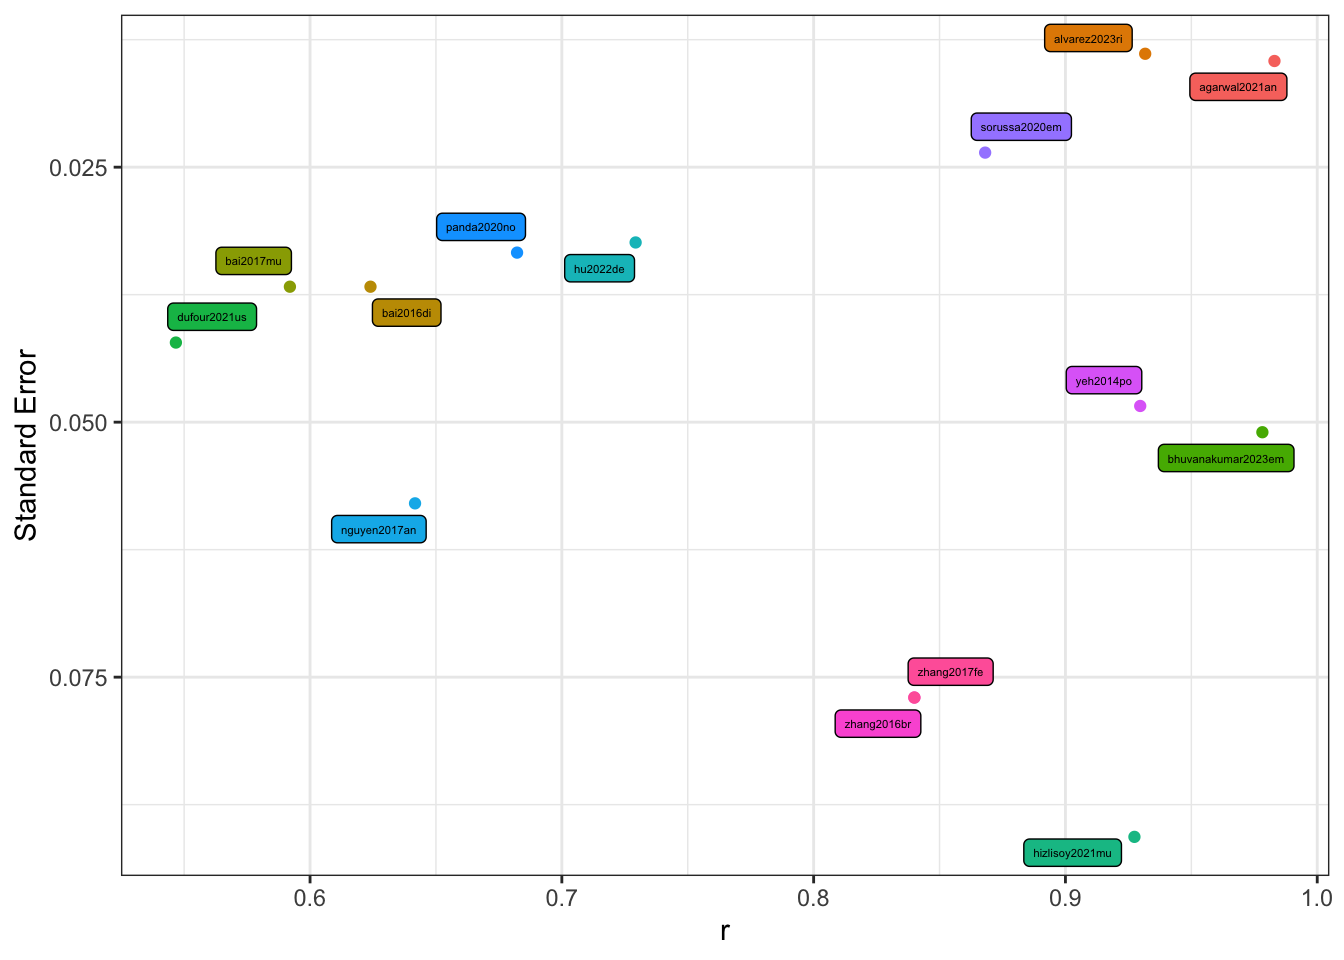 alvarez2023ri
agarwal2021an
sorussa2020em
panda2020no
bai2017mu
hu2022de
dufour2021us
bai2016di
yeh2014po
bhuvanakumar2023em
nguyen2017an
zhang2017fe
zhang2016br
hizlisoy2021mu
0.025
0.050
0.075
Standard Error
0.6
0.7
0.8
0.9
1.0
r